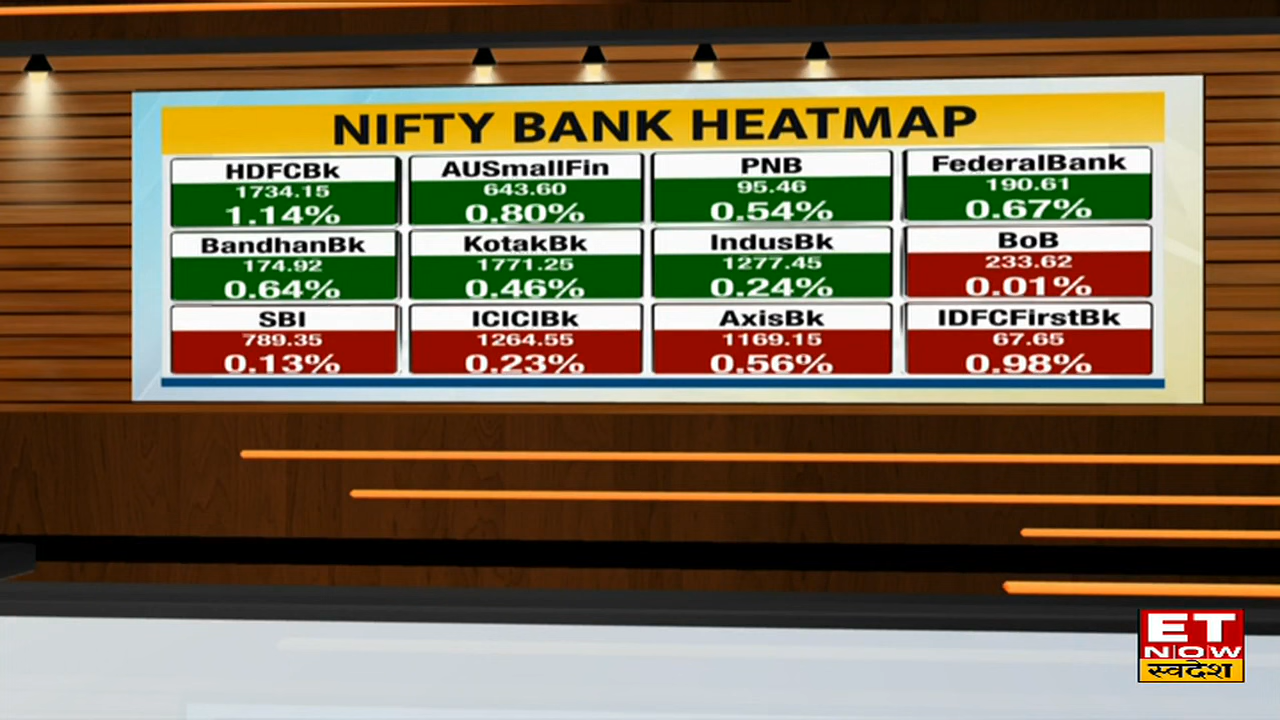 NIFTY BANK HEATMAP
HDFCBk
1734.15
1.14%
AUSmallFin
643.60
0.80%
PNB
95.46
0.54%
FederalBank
190.61
0.67%
BandhanBk
174.92
0.64%
KotakBk
1771.25
0.46%
IndusBk
1277.45
0.24%
BoB
233.62
0.01%
SBI
789.35
0.13%
ICICIBk
1264.55
0.23%
AxisBk
1169.15
0.56%
IDFCFirstBk
67.65
0.98%
ET
NOW
स्वदेश